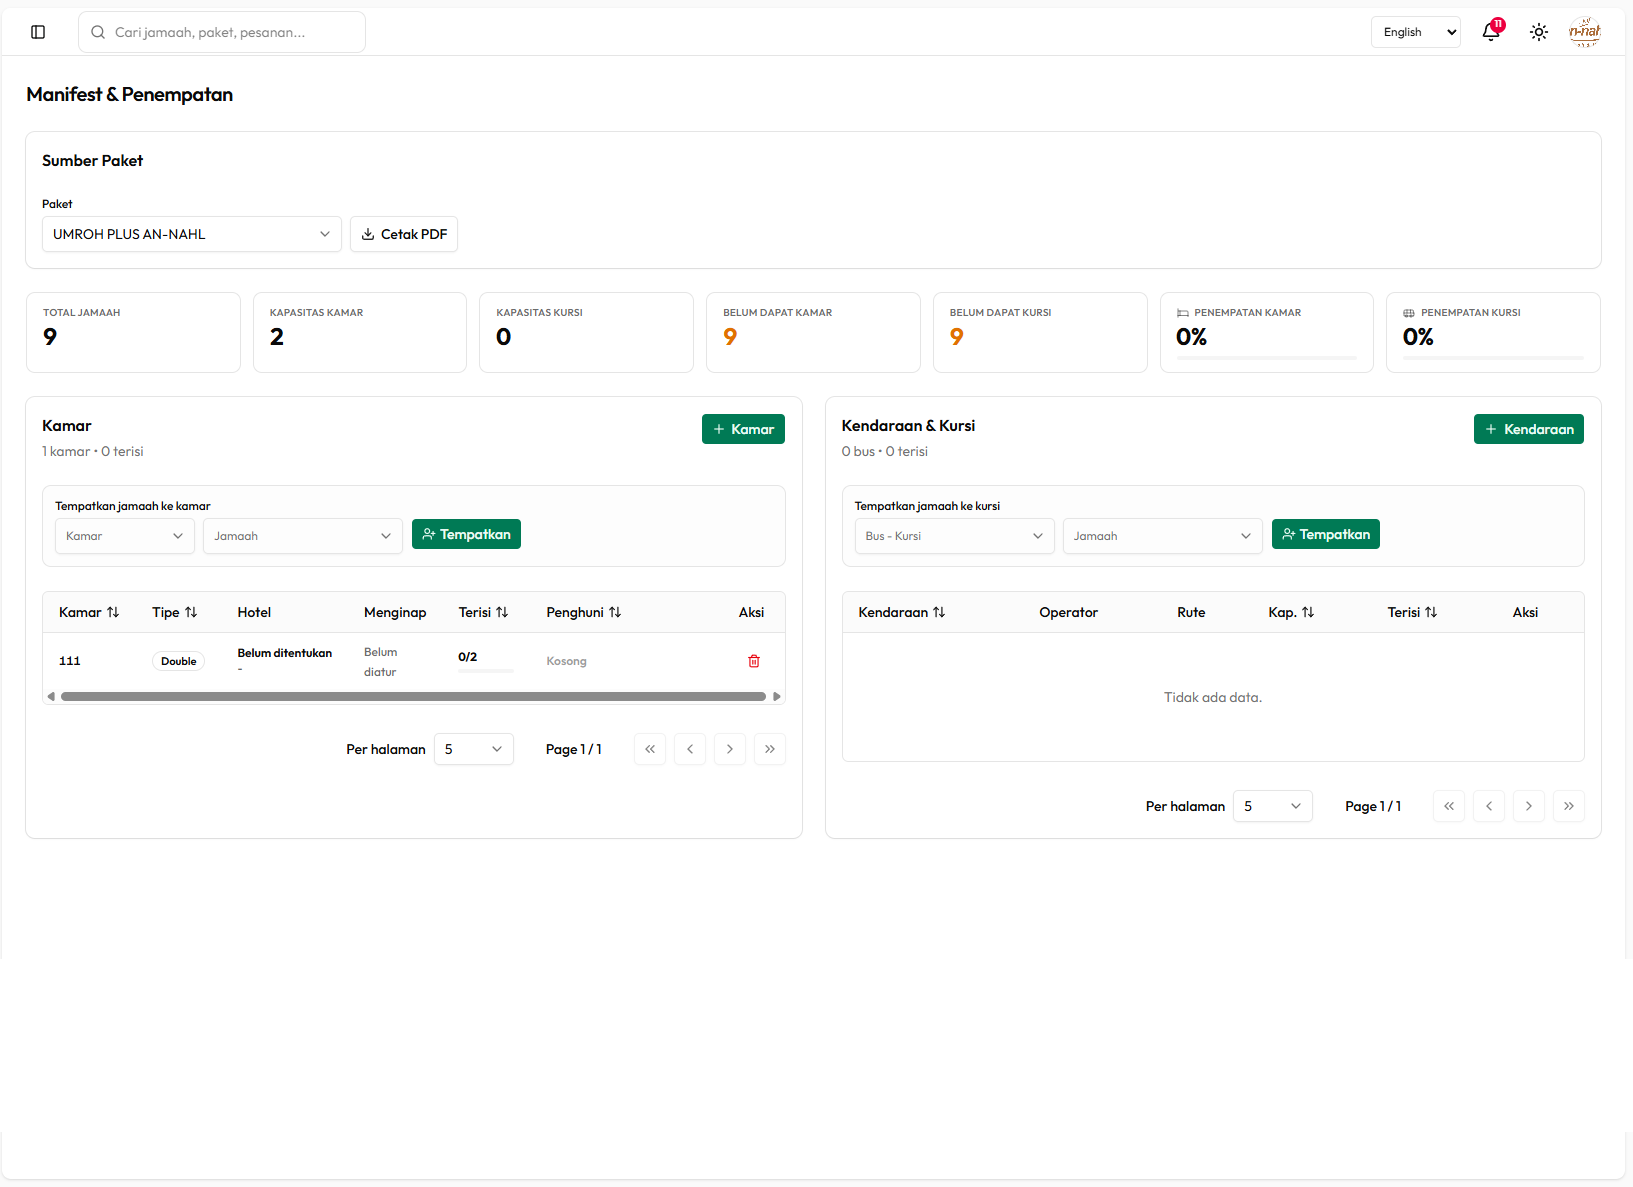 Cari jamaah, paket, pesanan...
English
11
Manifest & Penempatan
Sumber Paket
Paket
UMROH PLUS AN-NAHL
Cetak PDF
TOTAL JAMAAH
9
KAPASITAS KAMAR
2
KAPASITAS KURSI
0
BELUM DAPAT KAMAR
9
BELUM DAPAT KURSI
9
PENEMPATAN KAMAR
0%
PENEMPATAN KURSI
0%
Kamar
1 kamar • 0 terisi
+ Kamar
Tempatkan jamaah ke kamar
Kamar
Jamaah
Tempatkan
Kamar Tipe Hotel Menginap Terisi Penghuni Aksi
111 Double Belum ditentukan - Belum diatur 0/2 Kosong
Per halaman 5 Page 1 / 1
Kendaraan & Kursi
0 bus • 0 terisi
+ Kendaraan
Tempatkan jamaah ke kursi
Bus - Kursi
Jamaah
Tempatkan
Kendaraan Operator Rute Kap. Terisi Aksi
Tidak ada data.
Per halaman 5 Page 1 / 1